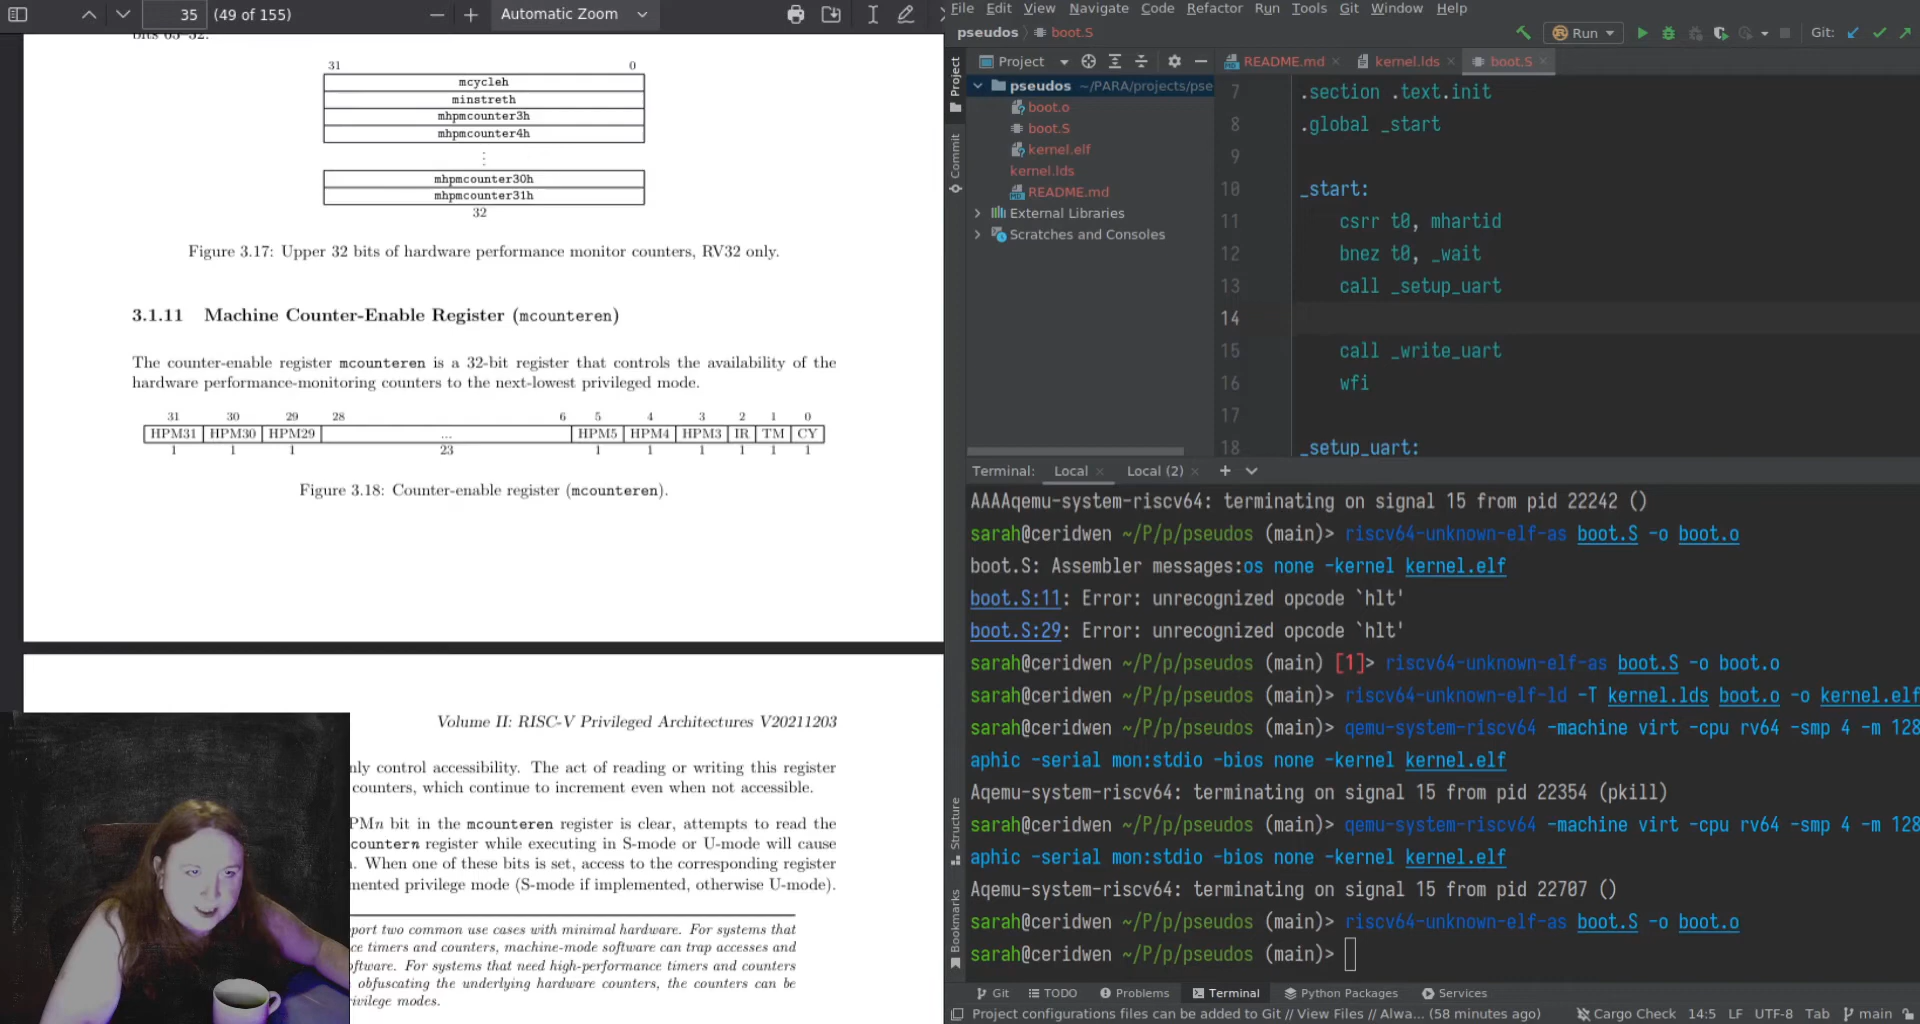 35 (49 of 155)
Automatic Zoom
bits 63–32.
31 0
mcycleh
minstreth
mhpmcounter3h
mhpmcounter4h
⋮
mhpmcounter30h
mhpmcounter31h
32
Figure 3.17: Upper 32 bits of hardware performance monitor counters, RV32 only.
3.1.11 Machine Counter-Enable Register (mcounteren)
The counter-enable register mcounteren is a 32-bit register that controls the availability of the
hardware performance-monitoring counters to the next-lowest privileged mode.
31 30 29 28 6 5 4 3 2 1 0
HPM31 HPM30 HPM29 ... HPM5 HPM4 HPM3 IR TM CY
1 1 1 23 1 1 1 1 1 1
Figure 3.18: Counter-enable register (mcounteren).
Volume II: RISC-V Privileged Architectures V20211203
nly control accessibility. The act of reading or writing this register
counters, which continue to increment even when not accessible.
PMn bit in the mcounteren register is clear, attempts to read the
countern register while executing in S-mode or U-mode will cause
. When one of these bits is set, access to the corresponding register
mented privilege mode (S-mode if implemented, otherwise U-mode).
port two common use cases with minimal hardware. For systems that
ce timers and counters, machine-mode software can trap accesses and
oftware. For systems that need high-performance timers and counters
obfuscating the underlying hardware counters, the counters can be
ivilege modes.
File Edit View Navigate Code Refactor Run Tools Git Window Help
pseudos boot.S
Run Git:
Project
README.md kernel.lds boot.S
Project
Commit
pseudos ~/PARA/projects/pse
boot.o
boot.S
kernel.elf
kernel.lds
README.md
External Libraries
Scratches and Consoles
7 .section .text.init
8 .global _start
9
10 _start:
11 csrr t0, mhartid
12 bnez t0, _wait
13 call _setup_uart
14
15 call _write_uart
16 wfi
17
18 _setup_uart:
Terminal: Local Local (2)
AAAAqemu-system-riscv64: terminating on signal 15 from pid 22242 ()
sarah@ceridwen ~/P/p/pseudos (main)> riscv64-unknown-elf-as boot.S -o boot.o
boot.S: Assembler messages:os none -kernel kernel.elf
boot.S:11: Error: unrecognized opcode `hlt'
boot.S:29: Error: unrecognized opcode `hlt'
sarah@ceridwen ~/P/p/pseudos (main) [1]> riscv64-unknown-elf-as boot.S -o boot.o
sarah@ceridwen ~/P/p/pseudos (main)> riscv64-unknown-elf-ld -T kernel.lds boot.o -o kernel.elf
sarah@ceridwen ~/P/p/pseudos (main)> qemu-system-riscv64 -machine virt -cpu rv64 -smp 4 -m 128
aphic -serial mon:stdio -bios none -kernel kernel.elf
Aqemu-system-riscv64: terminating on signal 15 from pid 22354 (pkill)
sarah@ceridwen ~/P/p/pseudos (main)> qemu-system-riscv64 -machine virt -cpu rv64 -smp 4 -m 128
aphic -serial mon:stdio -bios none -kernel kernel.elf
Aqemu-system-riscv64: terminating on signal 15 from pid 22707 ()
sarah@ceridwen ~/P/p/pseudos (main)> riscv64-unknown-elf-as boot.S -o boot.o
sarah@ceridwen ~/P/p/pseudos (main)>
Structure
Bookmarks
Git TODO Problems Terminal Python Packages Services
Project configurations files can be added to Git // View Files // Alwa... (58 minutes ago) Cargo Check 14:5 LF UTF-8 Tab main